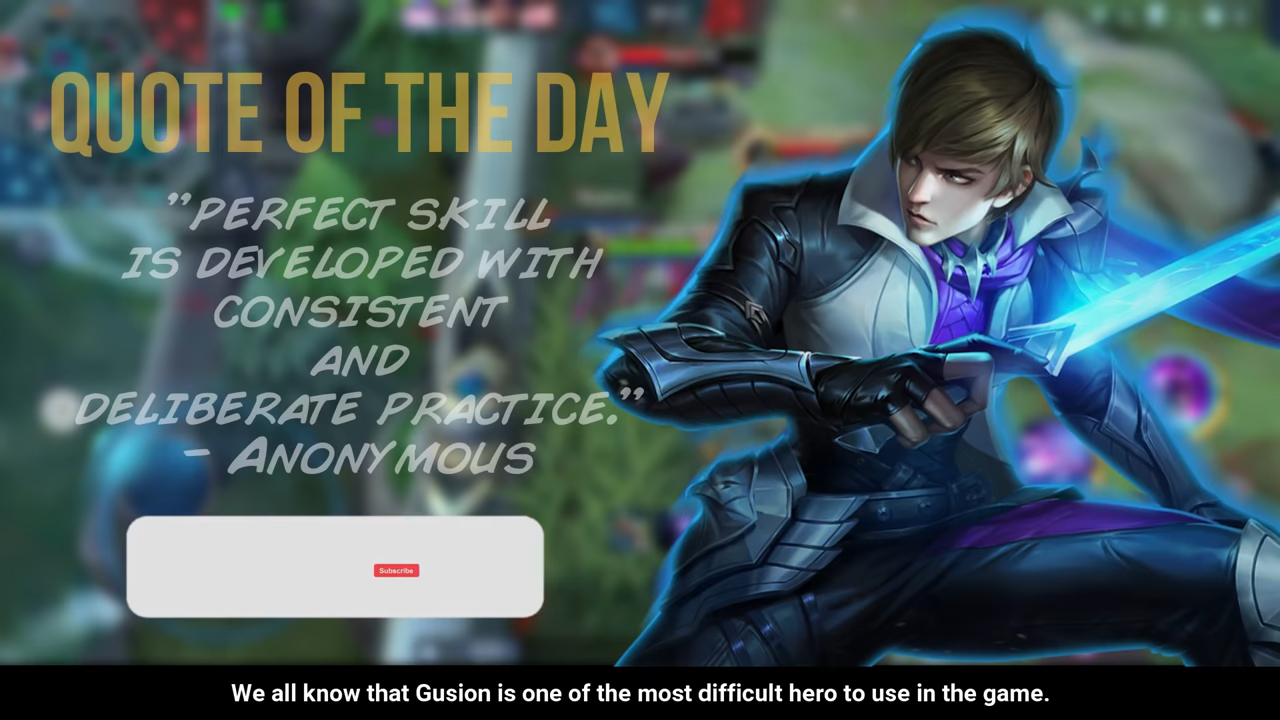 QUOTE OF THE DAY
"PERFECT SKILL
IS DEVELOPED WITH
CONSISTENT
AND
DELIBERATE PRACTICE."
- ANONYMOUS
Subscribe
We all know that Gusion is one of the most difficult hero to use in the game.